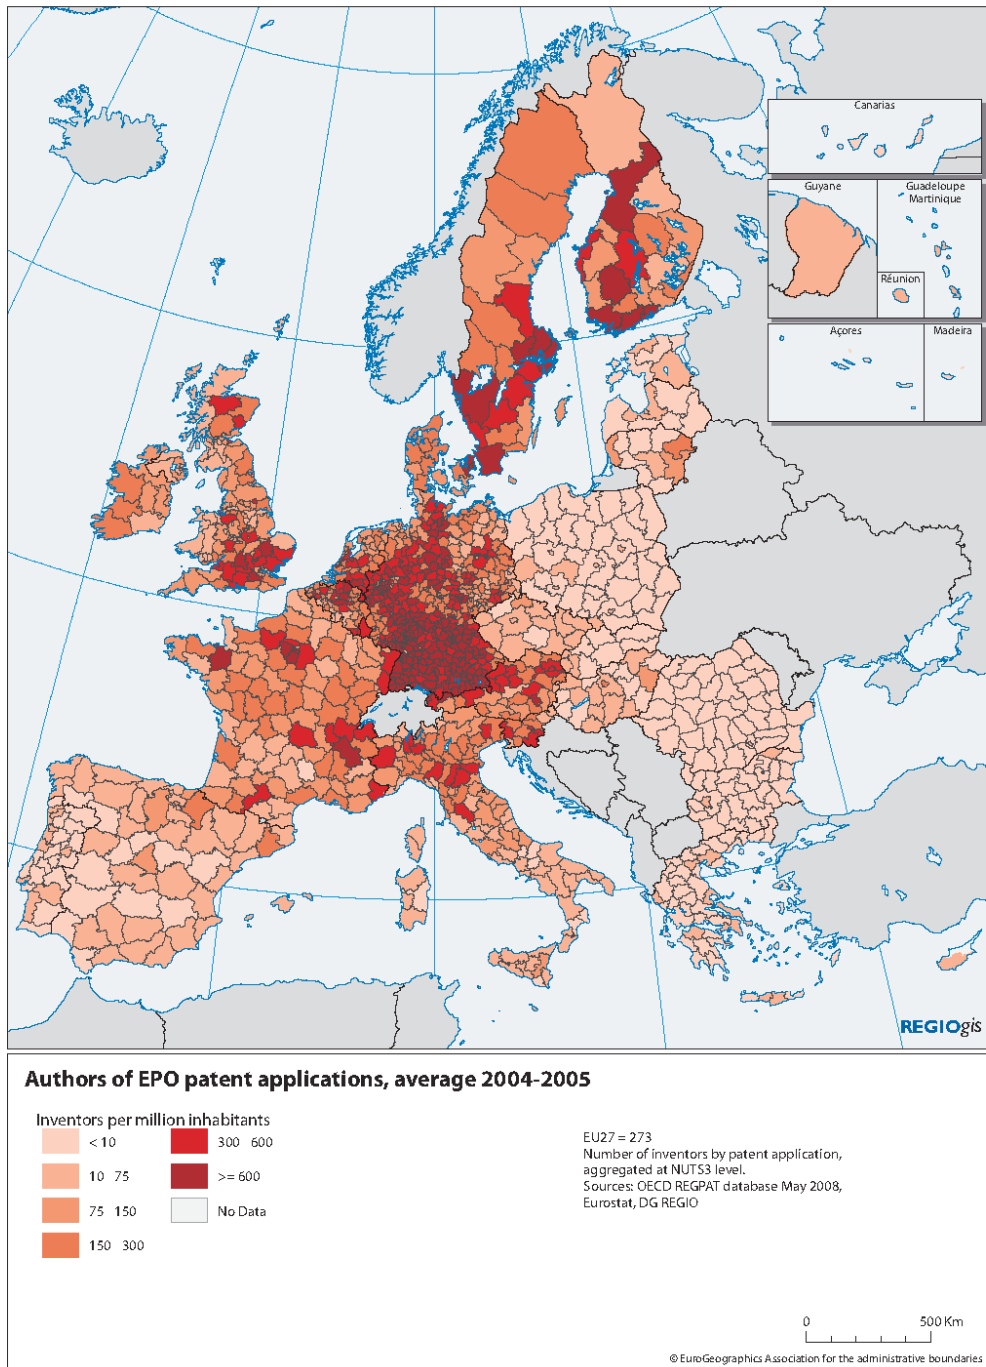 Canarias
Guyane
Guadeloupe
Martinique
Réunion
Açores
Madeira
REGIOgis
Authors of EPO patent applications, average 2004-2005
Inventors per million inhabitants
< 10
10 75
75 150
150 300
300 600
>= 600
No Data
EU27 = 273
Number of inventors by patent application,
aggregated at NUTS3 level.
Sources: OECD REGPAT database May 2008,
Eurostat, DG REGIO
0 500 Km
© EuroGeographics Association for the administrative boundaries